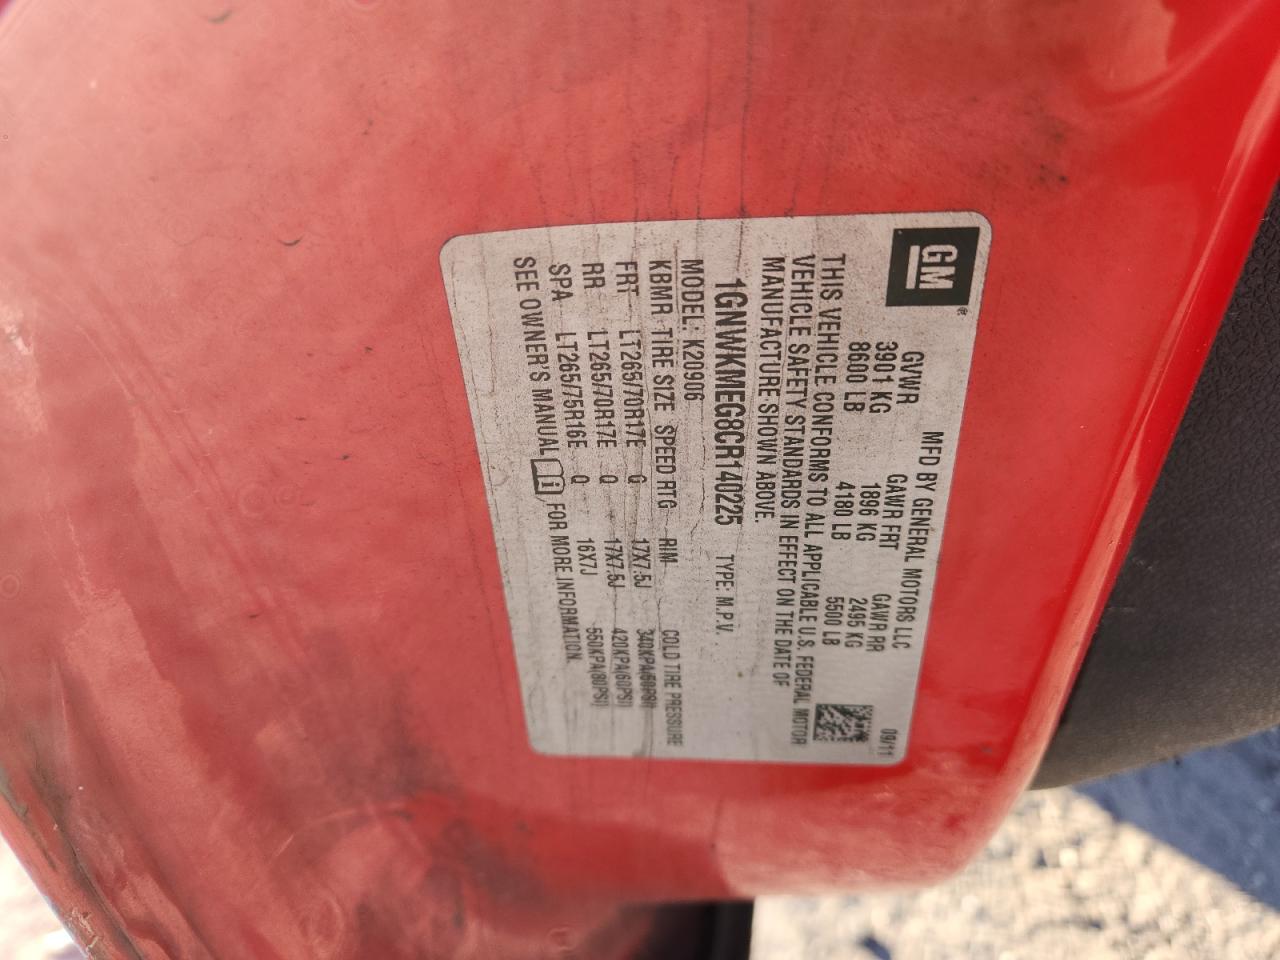 GM®
MFD BY GENERAL MOTORS LLC 09/11
GVWR GAWR FRT GAWR RR
3901 KG 1896 KG 2495 KG
8600 LB 4180 LB 5500 LB
THIS VEHICLE CONFORMS TO ALL APPLICABLE U.S. FEDERAL MOTOR
VEHICLE SAFETY STANDARDS IN EFFECT ON THE DATE OF
MANUFACTURE SHOWN ABOVE.
1GNWKMEG8CR140225 TYPE: M.P.V.
MODEL: K20906
KBMR TIRE SIZE SPEED RTG RIM COLD TIRE PRESSURE
FRT LT265/70R17E Q 17X7.5J 340KPA(50PSI)
RR LT265/70R17E Q 17X7.5J 420KPA(60PSI)
SPA LT265/75R16E Q 16X7J 550KPA(80PSI)
SEE OWNER'S MANUAL i FOR MORE INFORMATION.